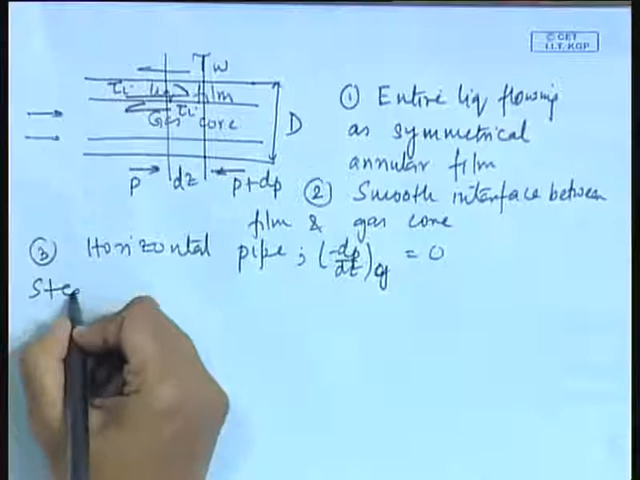 © CET
I.I.T. KGP
τw
τi liq film
τi
Gas core
D
P dz P+dp
① Entire liq flowing
as symmetrical
annular film
② Smooth interface between
film & gas core
③ Horizontal pipe; (-dp/dz)g = 0
Ste